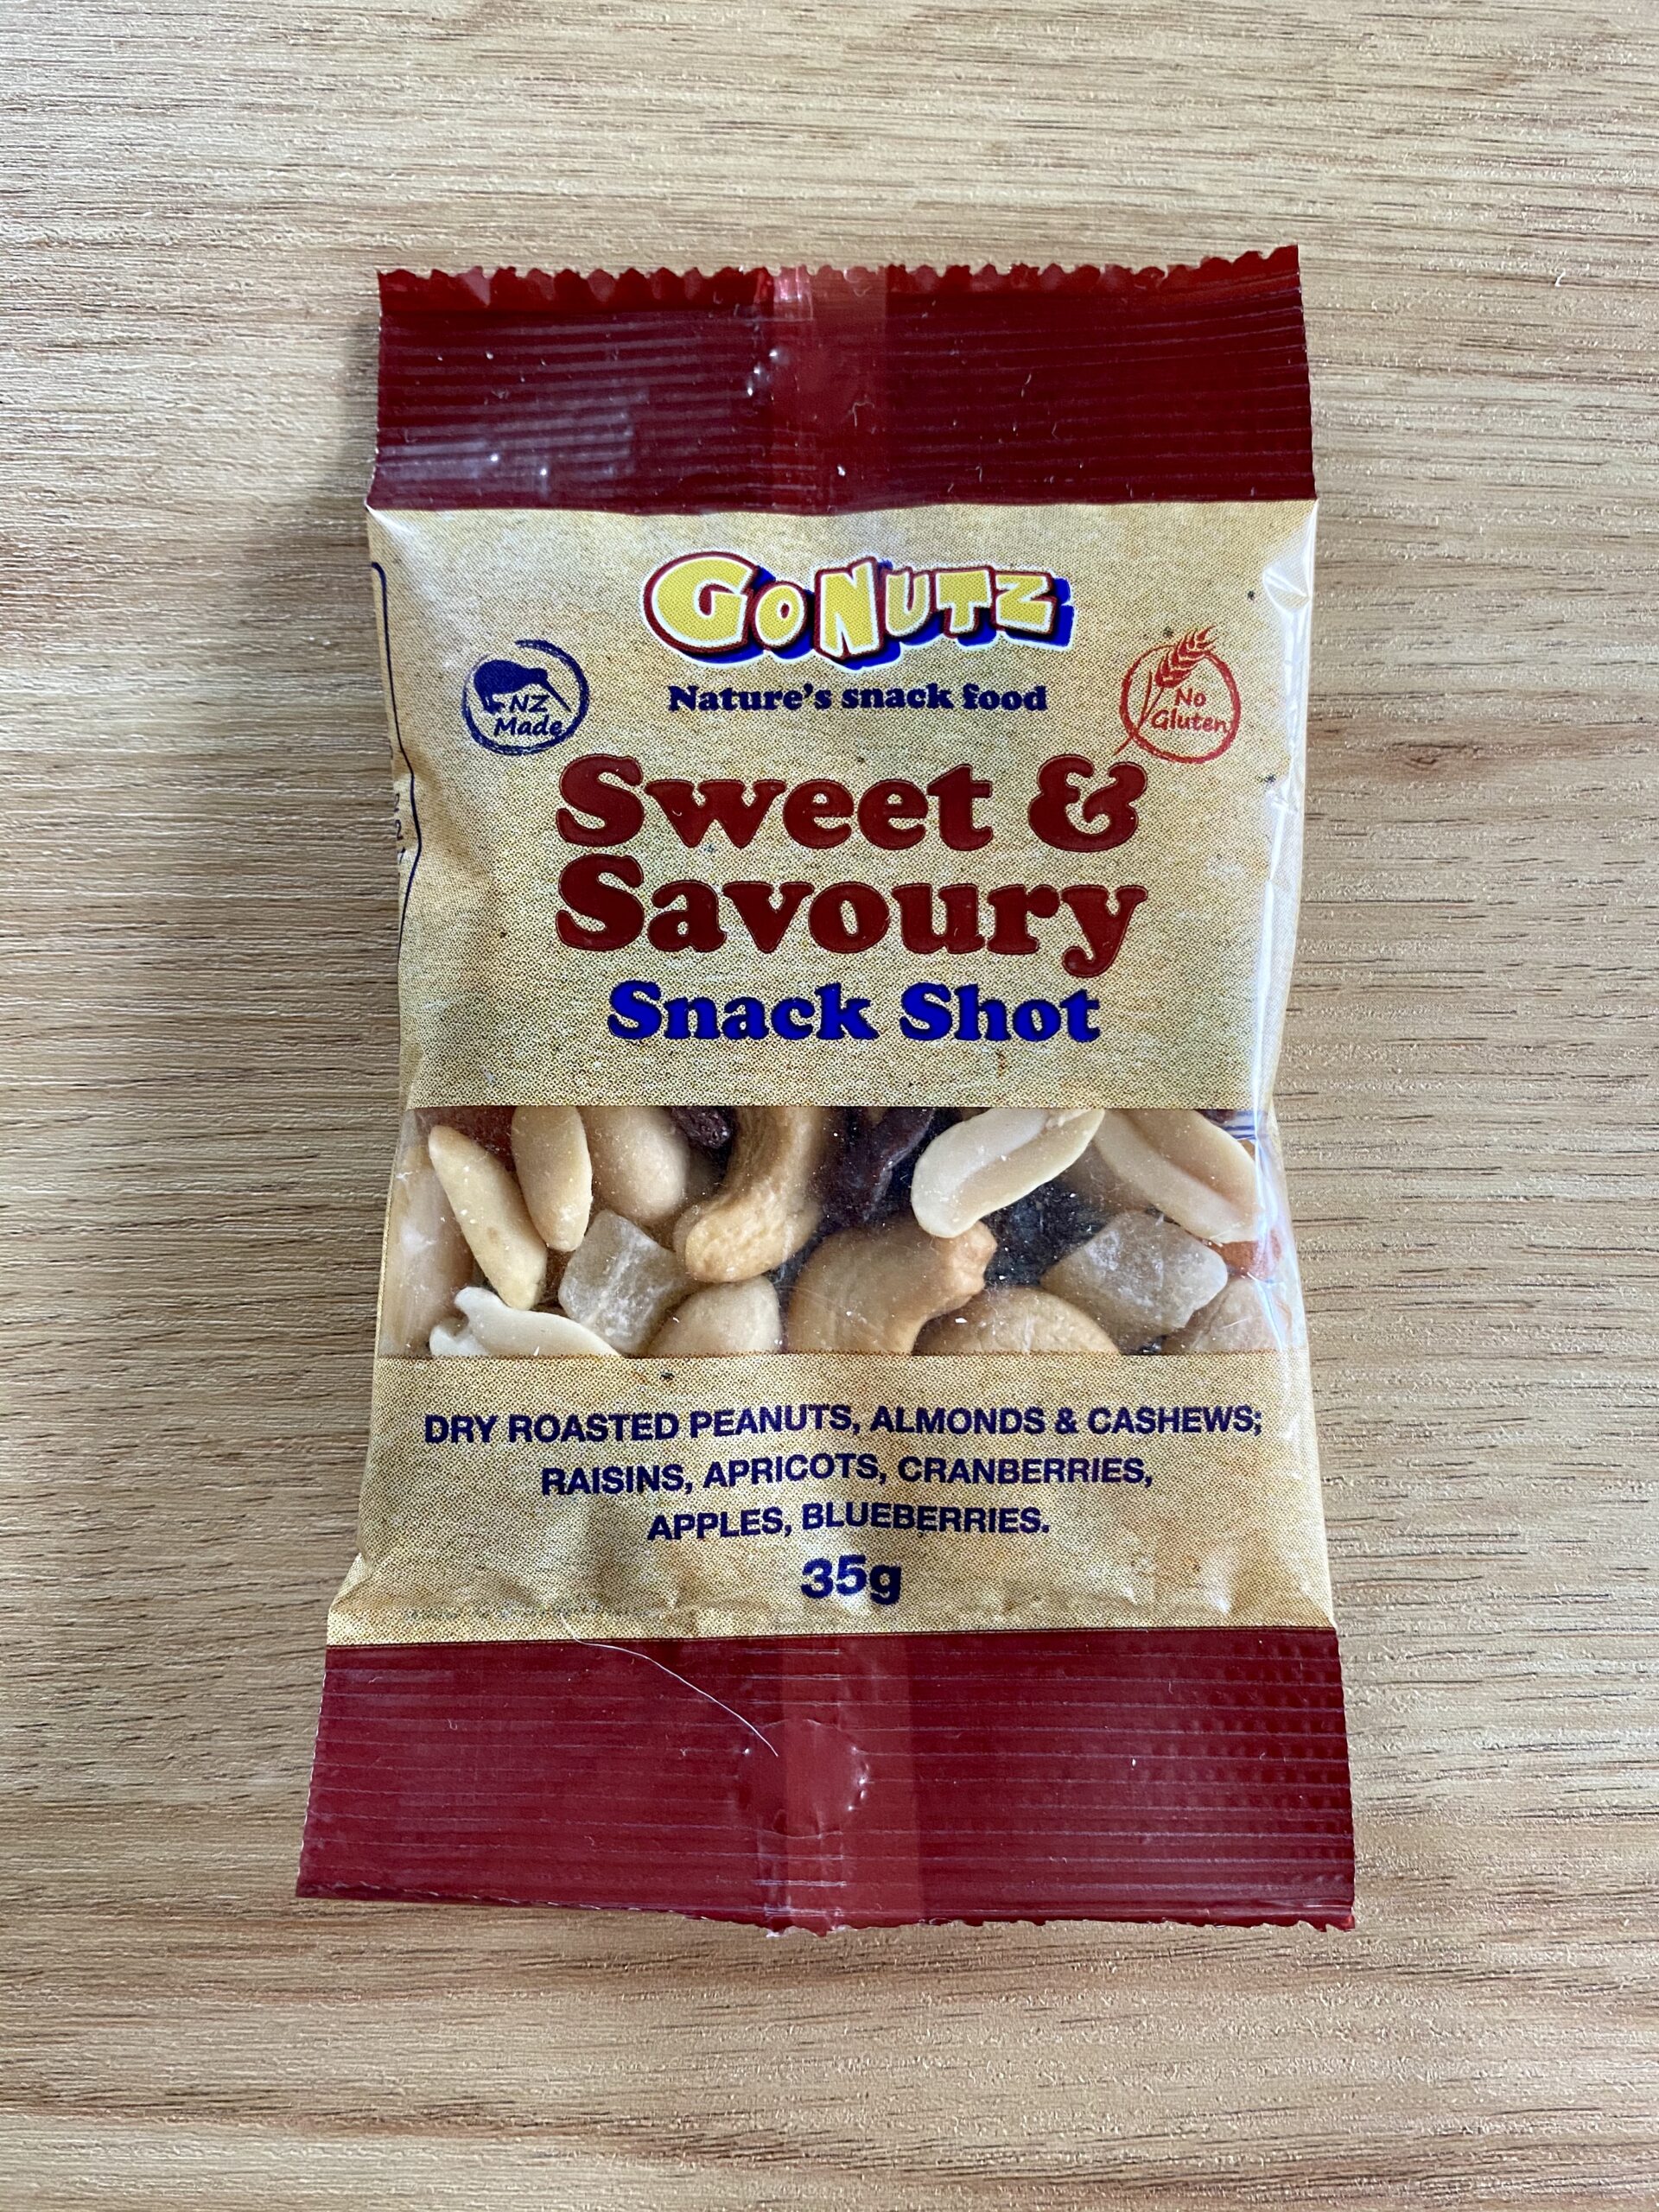 GoNutz
Nature's snack food
NZ
Made
No
Gluten
Sweet &
Savoury
Snack Shot
DRY ROASTED PEANUTS, ALMONDS & CASHEWS;
RAISINS, APRICOTS, CRANBERRIES,
APPLES, BLUEBERRIES.
35g